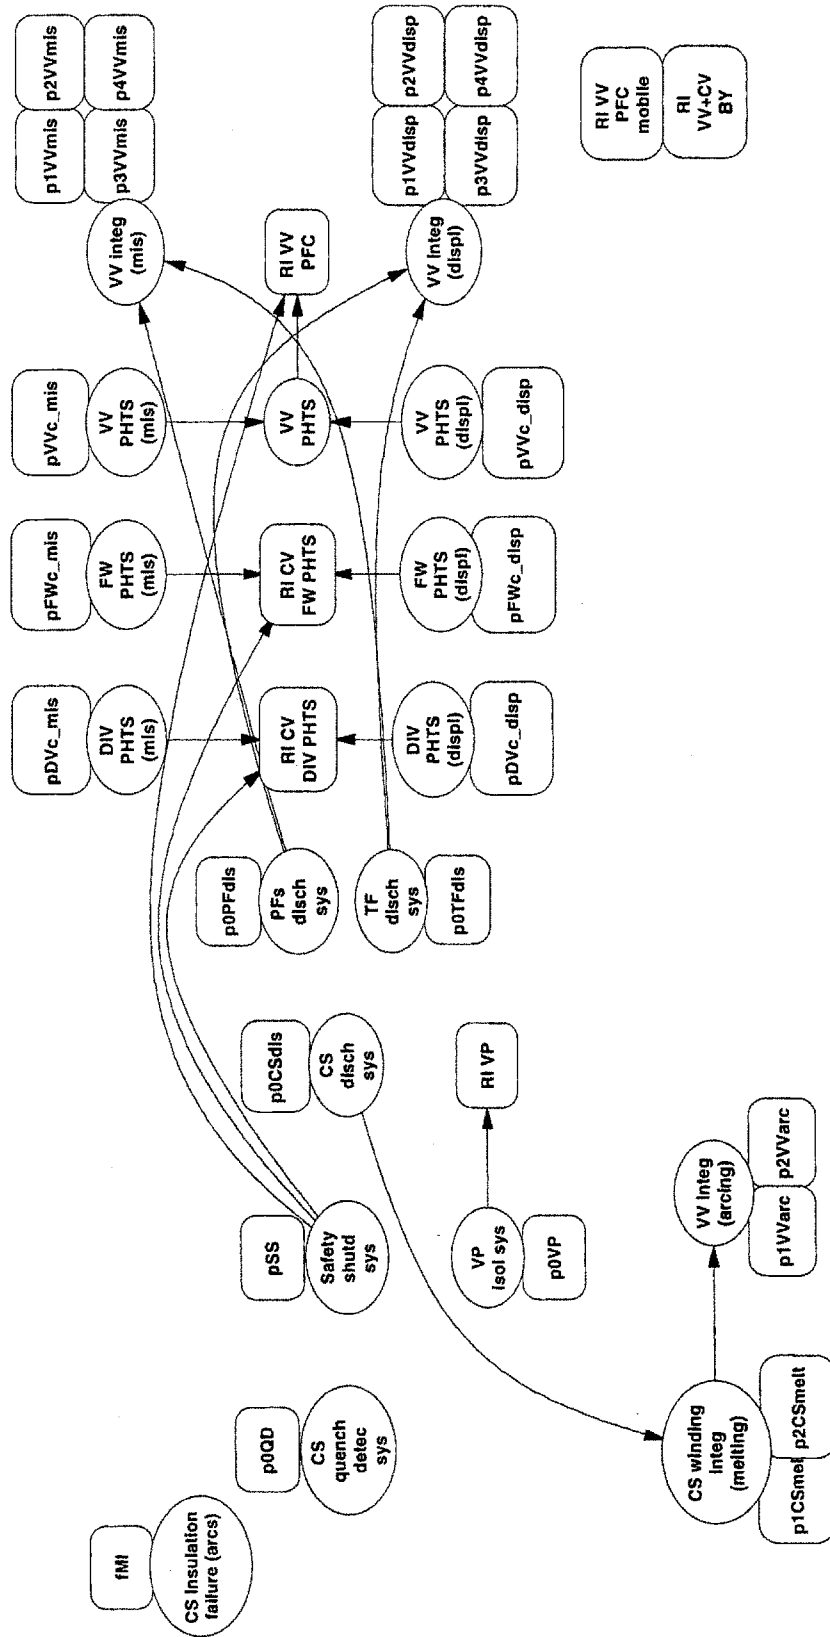 fMI
CS Insulation
failure (arcs)
p0QD
CS
quench
detec
sys
pSS
Safety
shutd
sys
p0CSdis
CS
disch
sys
VP
isol sys
p0VP
RI VP
CS winding
integ
(melting)
p1CSmel
p2CSmelt
VV integ
(arcing)
p1VVarc
p2VVarc
p0PFdis
PFs
disch
sys
TF
disch
sys
p0TFdis
pDVc_mis
DIV
PHTS
(mis)
RI CV
DIV PHTS
DIV
PHTS
(displ)
pDVc_disp
pFWc_mis
FW
PHTS
(mis)
RI CV
FW PHTS
FW
PHTS
(displ)
pFWc_disp
pVVc_mis
VV
PHTS
(mis)
VV
PHTS
VV
PHTS
(displ)
pVVc_disp
p1VVmis
p2VVmis
p3VVmis
p4VVmis
VV integ
(mis)
RI VV
PFC
p1VVdisp
p2VVdisp
p3VVdisp
p4VVdisp
VV integ
(displ)
RI VV
PFC
mobile
RI
VV+CV
BY